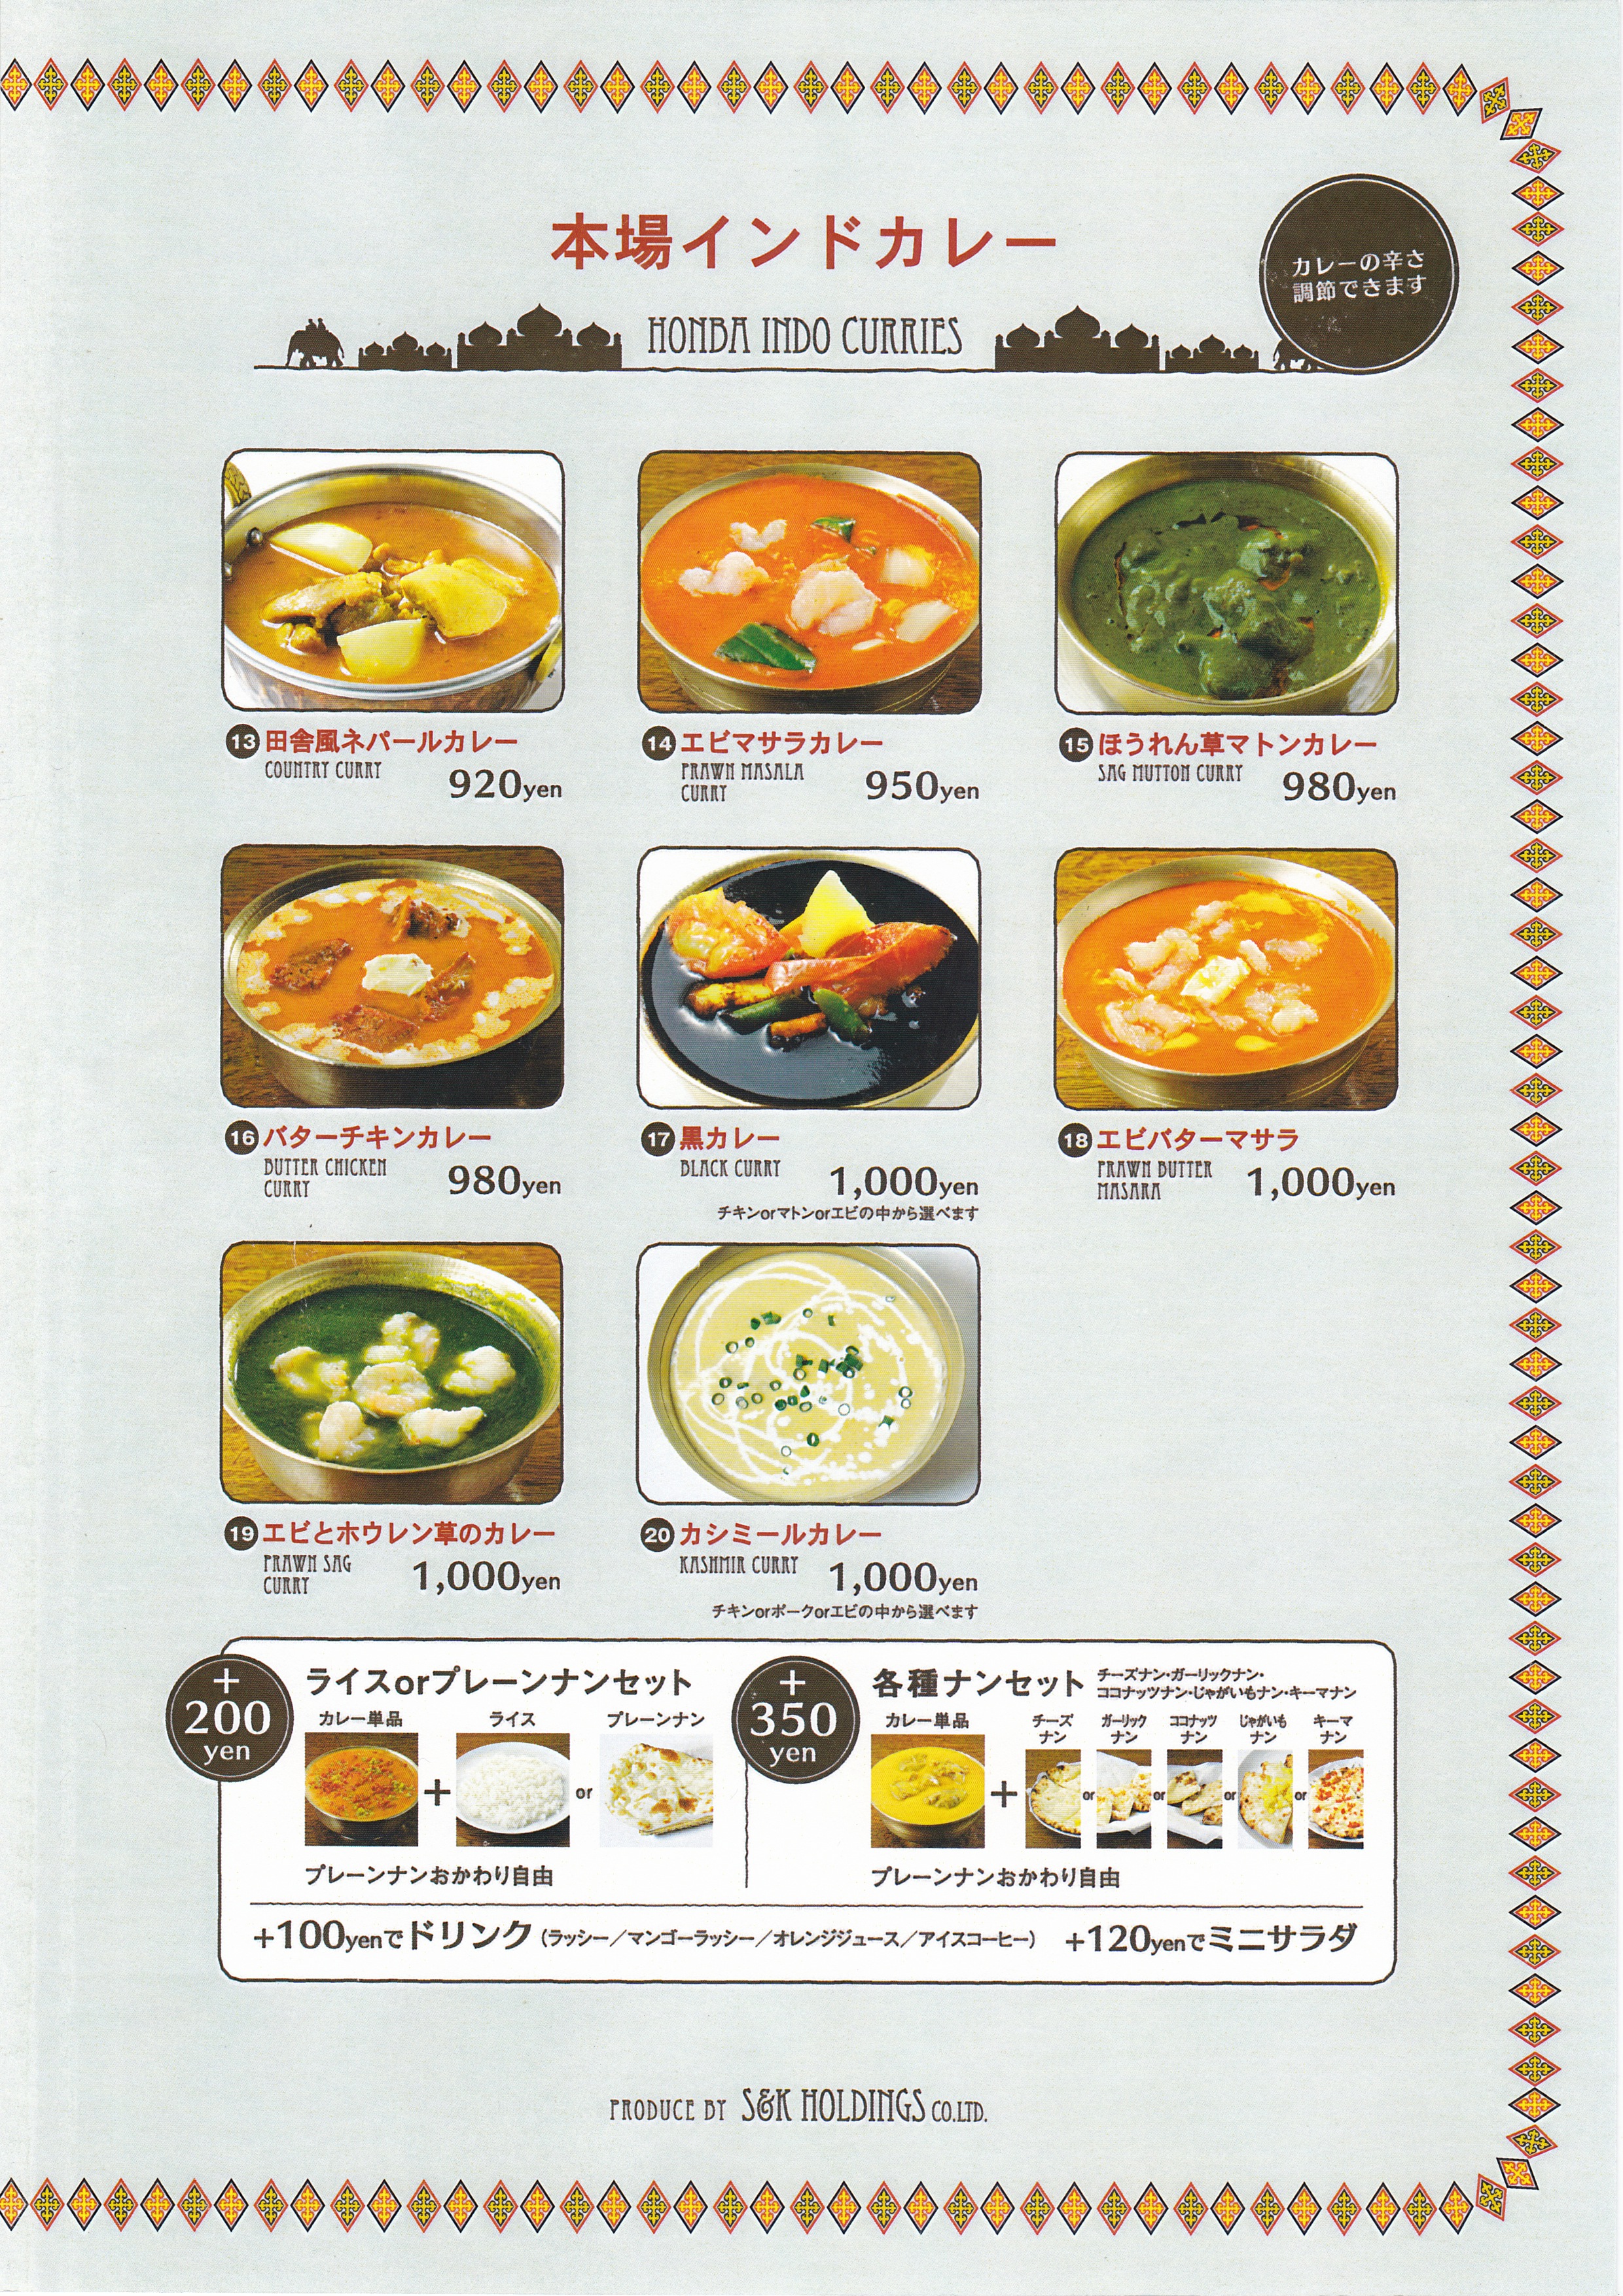 本場インドカレー
カレーの辛さ
調節できます
HONBA INDO CURRIES
13 田舎風ネパールカレー
COUNTRY CURRY
920yen
14 エビマサラカレー
PRAWN MASALA
CURRY
950yen
15 ほうれん草マトンカレー
SAG MUTTON CURRY
980yen
16 バターチキンカレー
BUTTER CHICKEN
CURRY
980yen
17 黒カレー
BLACK CURRY
1,000yen
チキンorマトンorエビの中から選べます
18 エビバターマサラ
PRAWN BUTTER
MASARA
1,000yen
19 エビとホウレン草のカレー
PRAWN SAG
CURRY
1,000yen
20 カシミールカレー
KASHMIR CURRY
1,000yen
チキンorポークorエビの中から選べます
+
200
yen
ライスorプレーンナンセット
カレー単品 ライス プレーンナン
+ or
プレーンナンおかわり自由
+
350
yen
各種ナンセット
チーズナン・ガーリックナン・
ココナッツナン・じゃがいもナン・キーマナン
カレー単品
チーズ
ナン
ガーリック
ナン
ココナッツ
ナン
じゃがいも
ナン
キーマ
ナン
+ or or or or
プレーンナンおかわり自由
+100yenでドリンク（ラッシー／マンゴーラッシー／オレンジジュース／アイスコーヒー） +120yenでミニサラダ
PRODUCE BY S&K HOLDINGS CO.LTD.